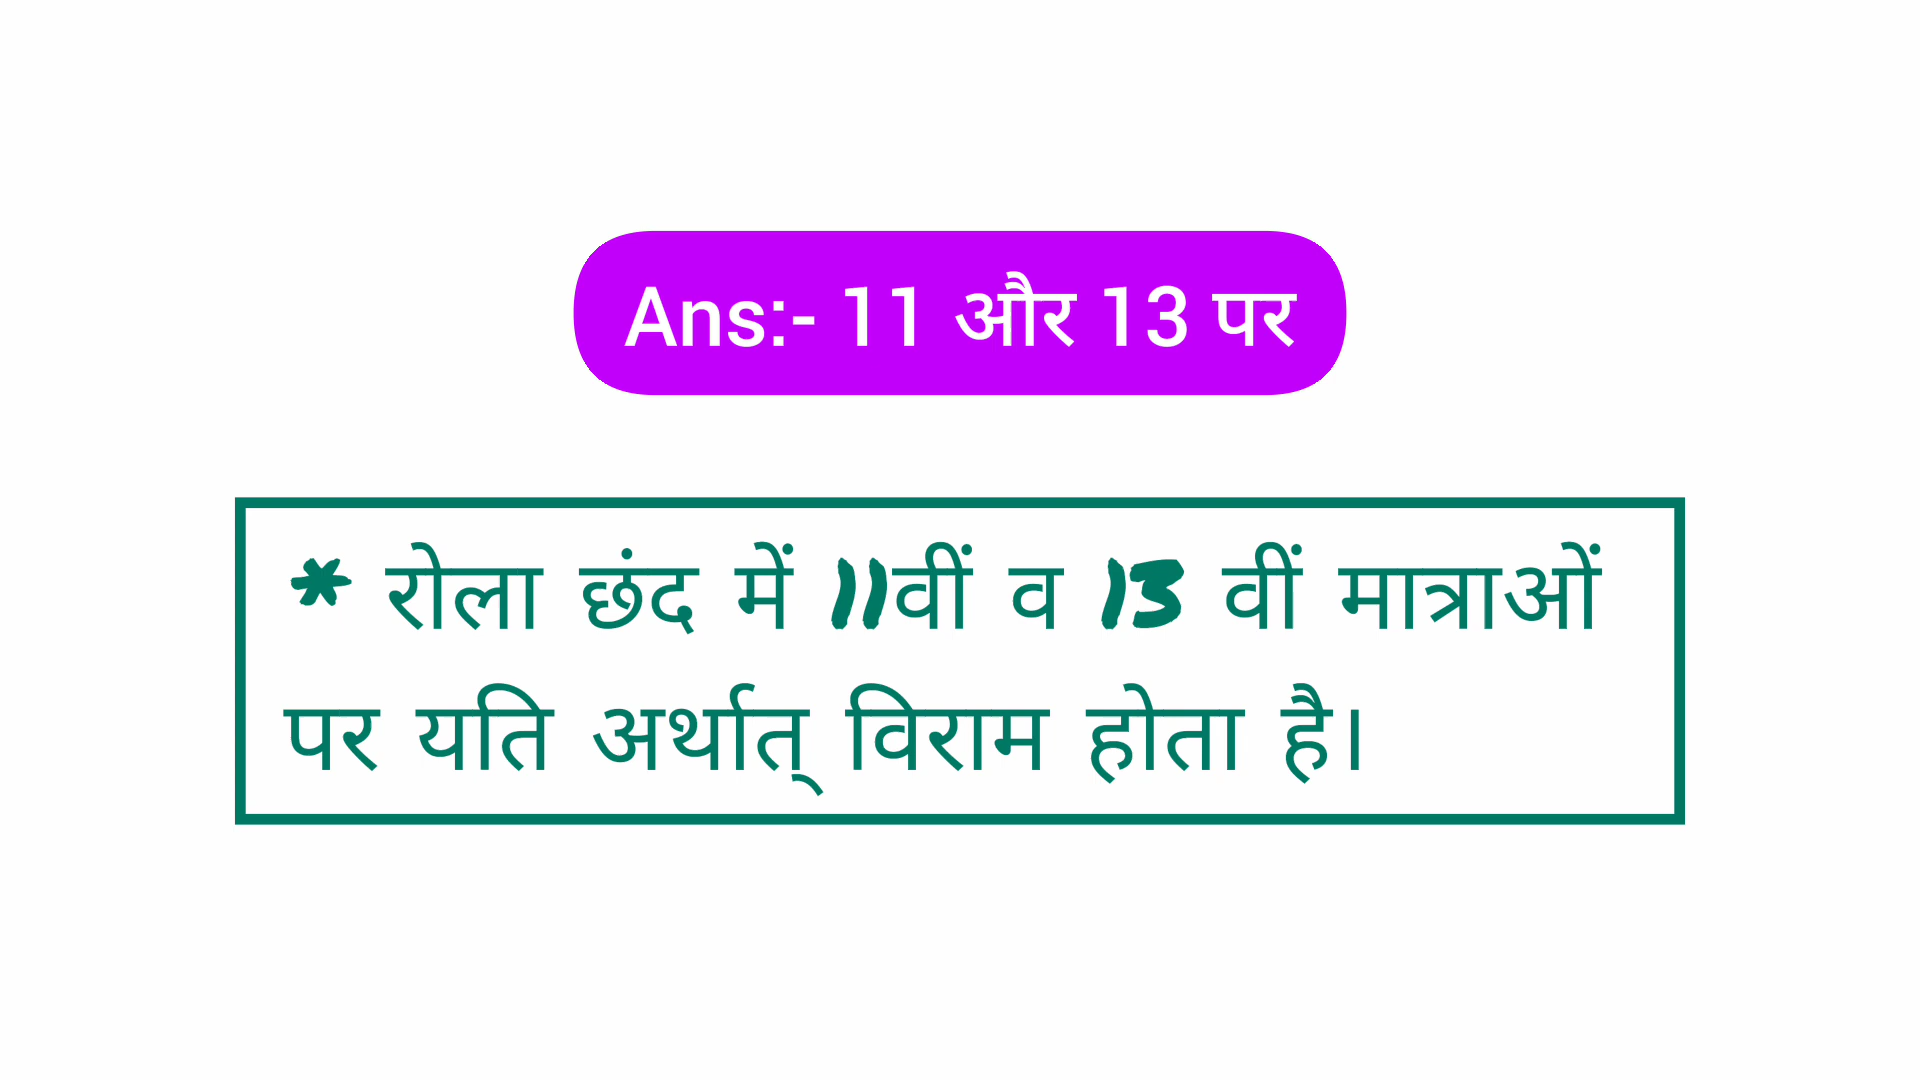 Ans:- 11 और 13 पर
* रोला छंद में 11वीं व 13 वीं मात्राओं
पर यति अर्थात् विराम होता है।